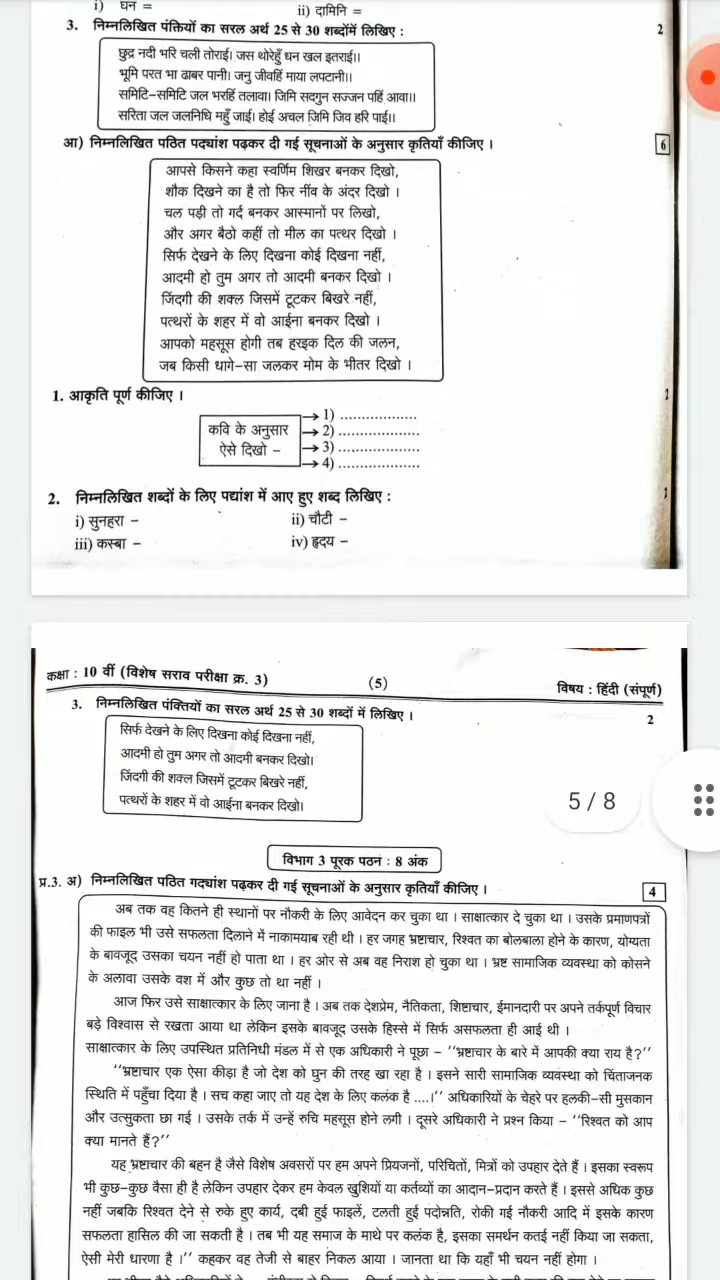 i) घन =
ii) दामिनि =
3. निम्नलिखित पंक्तियों का सरल अर्थ 25 से 30 शब्दोंमें लिखिए :
2
छुद्र नदी भरि चली तोराई। जस थोरेहुँ धन खल इतराई।।
भूमि परत भा ढाबर पानी। जनु जीवहिं माया लपटानी।।
समिटि-समिटि जल भरहिं तलावा। जिमि सदगुन सज्जन पहिं आवा।।
सरिता जल जलनिधि महुँ जाई। होई अचल जिमि जिव हरि पाई।।
आ) निम्नलिखित पठित पद्यांश पढ़कर दी गई सूचनाओं के अनुसार कृतियाँ कीजिए ।
6
आपसे किसने कहा स्वर्णिम शिखर बनकर दिखो,
शौक दिखने का है तो फिर नींव के अंदर दिखो ।
चल पड़ी तो गर्द बनकर आस्मानों पर लिखो,
और अगर बैठो कहीं तो मील का पत्थर दिखो ।
सिर्फ देखने के लिए दिखना कोई दिखना नहीं,
आदमी हो तुम अगर तो आदमी बनकर दिखो ।
जिंदगी की शक्ल जिसमें टूटकर बिखरे नहीं,
पत्थरों के शहर में वो आईना बनकर दिखो ।
आपको महसूस होगी तब हरइक दिल की जलन,
जब किसी धागे-सा जलकर मोम के भीतर दिखो ।
1. आकृति पूर्ण कीजिए ।
कवि के अनुसार
ऐसे दिखो -
1) ..................
2) ..................
3) ..................
4) ..................
2. निम्नलिखित शब्दों के लिए पद्यांश में आए हुए शब्द लिखिए :
i) सुनहरा -
ii) चौटी -
iii) कस्बा -
iv) हृदय -
कक्षा : 10 वीं (विशेष सराव परीक्षा क्र. 3)
(5)
विषय : हिंदी (संपूर्ण)
3. निम्नलिखित पंक्तियों का सरल अर्थ 25 से 30 शब्दों में लिखिए ।
2
सिर्फ देखने के लिए दिखना कोई दिखना नहीं,
आदमी हो तुम अगर तो आदमी बनकर दिखो।
जिंदगी की शक्ल जिसमें टूटकर बिखरे नहीं,
पत्थरों के शहर में वो आईना बनकर दिखो।
5 / 8
विभाग 3 पूरक पठन : 8 अंक
प्र.3. अ) निम्नलिखित पठित गद्यांश पढ़कर दी गई सूचनाओं के अनुसार कृतियाँ कीजिए ।
4
अब तक वह कितने ही स्थानों पर नौकरी के लिए आवेदन कर चुका था । साक्षात्कार दे चुका था । उसके प्रमाणपत्रों
की फाइल भी उसे सफलता दिलाने में नाकामयाब रही थी । हर जगह भ्रष्टाचार, रिश्वत का बोलबाला होने के कारण, योग्यता
के बावजूद उसका चयन नहीं हो पाता था । हर ओर से अब वह निराश हो चुका था । भ्रष्ट सामाजिक व्यवस्था को कोसने
के अलावा उसके वश में और कुछ तो था नहीं ।
आज फिर उसे साक्षात्कार के लिए जाना है । अब तक देशप्रेम, नैतिकता, शिष्टाचार, ईमानदारी पर अपने तर्कपूर्ण विचार
बड़े विश्वास से रखता आया था लेकिन इसके बावजूद उसके हिस्से में सिर्फ असफलता ही आई थी ।
साक्षात्कार के लिए उपस्थित प्रतिनिधी मंडल में से एक अधिकारी ने पूछा - ‘‘भ्रष्टाचार के बारे में आपकी क्या राय है?’’
‘‘भ्रष्टाचार एक ऐसा कीड़ा है जो देश को घुन की तरह खा रहा है । इसने सारी सामाजिक व्यवस्था को चिंताजनक
स्थिति में पहुँचा दिया है । सच कहा जाए तो यह देश के लिए कलंक है ....।’’ अधिकारियों के चेहरे पर हलकी-सी मुसकान
और उत्सुकता छा गई । उसके तर्क में उन्हें रुचि महसूस होने लगी । दूसरे अधिकारी ने प्रश्न किया - ‘‘रिश्वत को आप
क्या मानते हैं?’’
यह भ्रष्टाचार की बहन है जैसे विशेष अवसरों पर हम अपने प्रियजनों, परिचितों, मित्रों को उपहार देते हैं । इसका स्वरूप
भी कुछ-कुछ वैसा ही है लेकिन उपहार देकर हम केवल खुशियों या कर्तव्यों का आदान-प्रदान करते हैं । इससे अधिक कुछ
नहीं जबकि रिश्वत देने से रुके हुए कार्य, दबी हुई फाइलें, टलती हुई पदोन्नति, रोकी गई नौकरी आदि में इसके कारण
सफलता हासिल की जा सकती है । तब भी यह समाज के माथे पर कलंक है, इसका समर्थन कतई नहीं किया जा सकता,
ऐसी मेरी धारणा है ।’’ कहकर वह तेजी से बाहर निकल आया । जानता था कि यहाँ भी चयन नहीं होगा ।